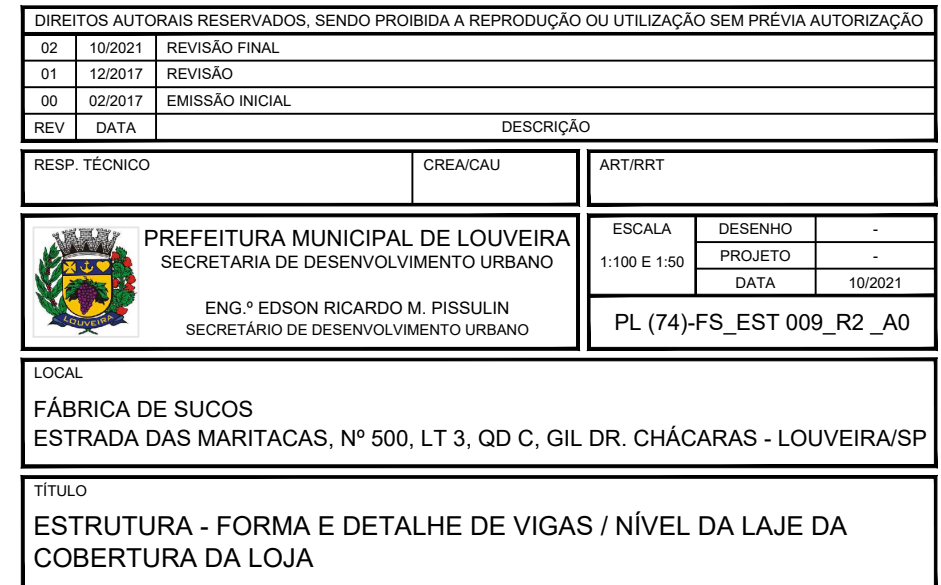 DIREITOS AUTORAIS RESERVADOS, SENDO PROIBIDA A REPRODUÇÃO OU UTILIZAÇÃO SEM PRÉVIA AUTORIZAÇÃO
02 10/2021 REVISÃO FINAL
01 12/2017 REVISÃO
00 02/2017 EMISSÃO INICIAL
REV DATA DESCRIÇÃO
RESP. TÉCNICO CREA/CAU ART/RRT
LOUVEIRA
PREFEITURA MUNICIPAL DE LOUVEIRA
SECRETARIA DE DESENVOLVIMENTO URBANO
ENG.º EDSON RICARDO M. PISSULIN
SECRETÁRIO DE DESENVOLVIMENTO URBANO
ESCALA
1:100 E 1:50
DESENHO -
PROJETO -
DATA 10/2021
PL (74)-FS_EST 009_R2 _A0
LOCAL
FÁBRICA DE SUCOS
ESTRADA DAS MARITACAS, Nº 500, LT 3, QD C, GIL DR. CHÁCARAS - LOUVEIRA/SP
TÍTULO
ESTRUTURA - FORMA E DETALHE DE VIGAS / NÍVEL DA LAJE DA
COBERTURA DA LOJA